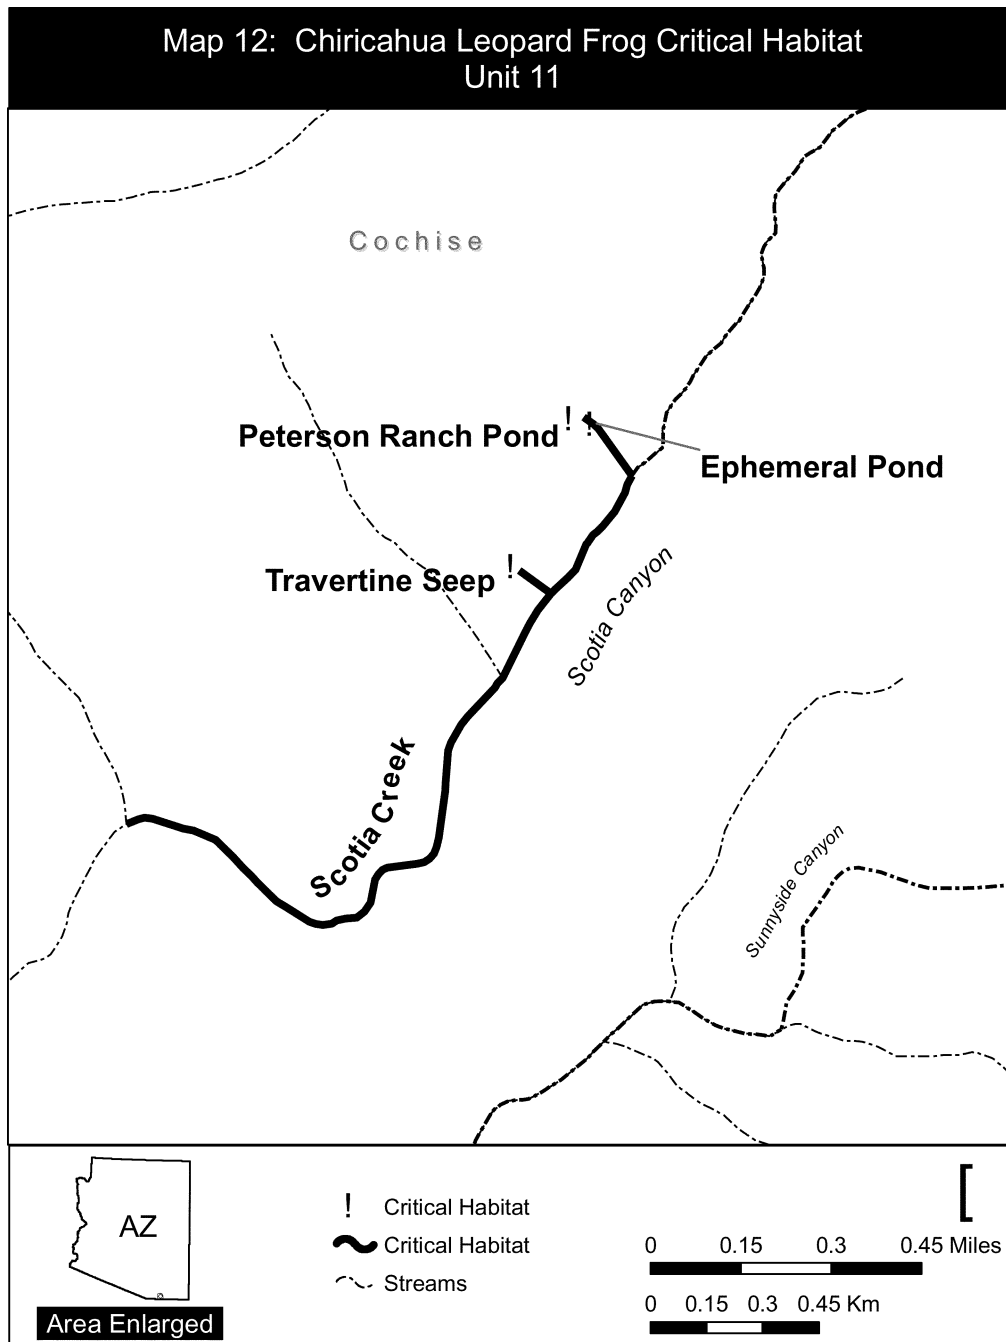 Map 12:  Chiricahua Leopard Frog Critical Habitat
Unit 11
Cochise
Peterson Ranch Pond
!
!
Ephemeral Pond
Travertine Seep
!
Scotia Canyon
Scotia Creek
Sunnyside Canyon
AZ
Area Enlarged
! Critical Habitat
Critical Habitat
Streams
[
0 0.15 0.3 0.45 Miles
0 0.15 0.3 0.45 Km